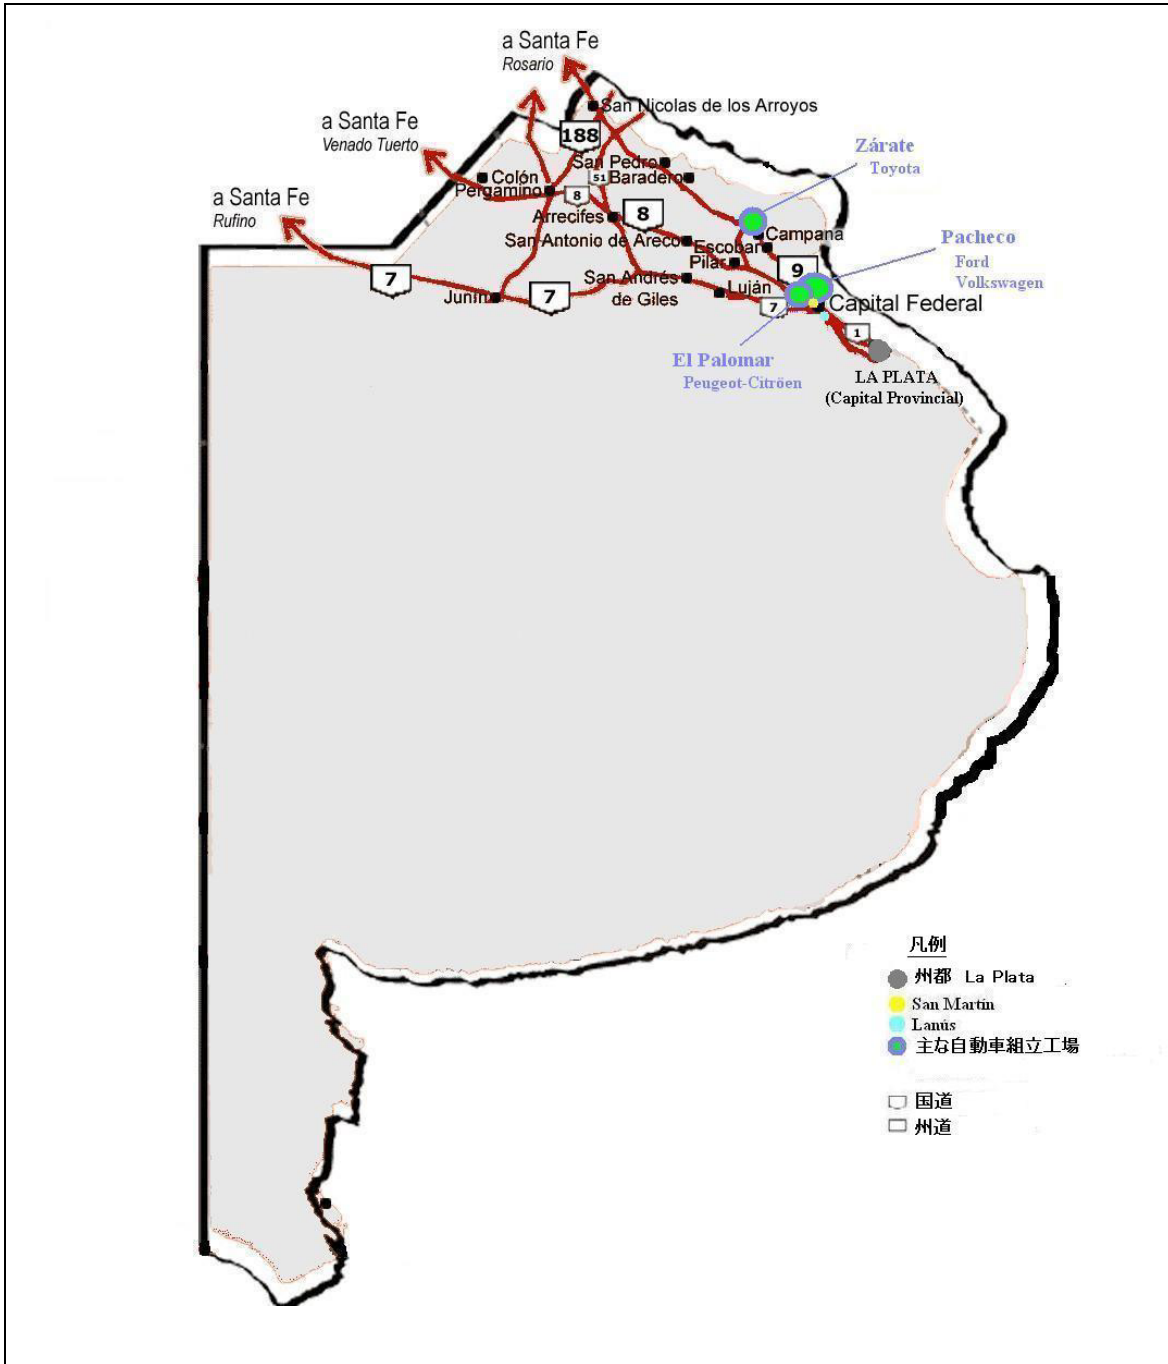 a Santa Fe
Rosario
a Santa Fe
Venado Tuerto
a Santa Fe
Rufino
San Nicolas de los Arroyos
188
San Pedro
Baradero
51
Colón
Pergamino
8
Arrecifes
8
San Antonio de Areco
Zárate
Toyota
Campana
Escobar
Pilar
9
Pacheco
Ford
Volkswagen
7
Junín
7
San Andrés
de Giles
Luján
7
Capital Federal
1
El Palomar
Peugeot-Citröen
LA PLATA
(Capital Provincial)
凡例
州都 La Plata
San Martín
Lanús
主な自動車組立工場
国道
州道